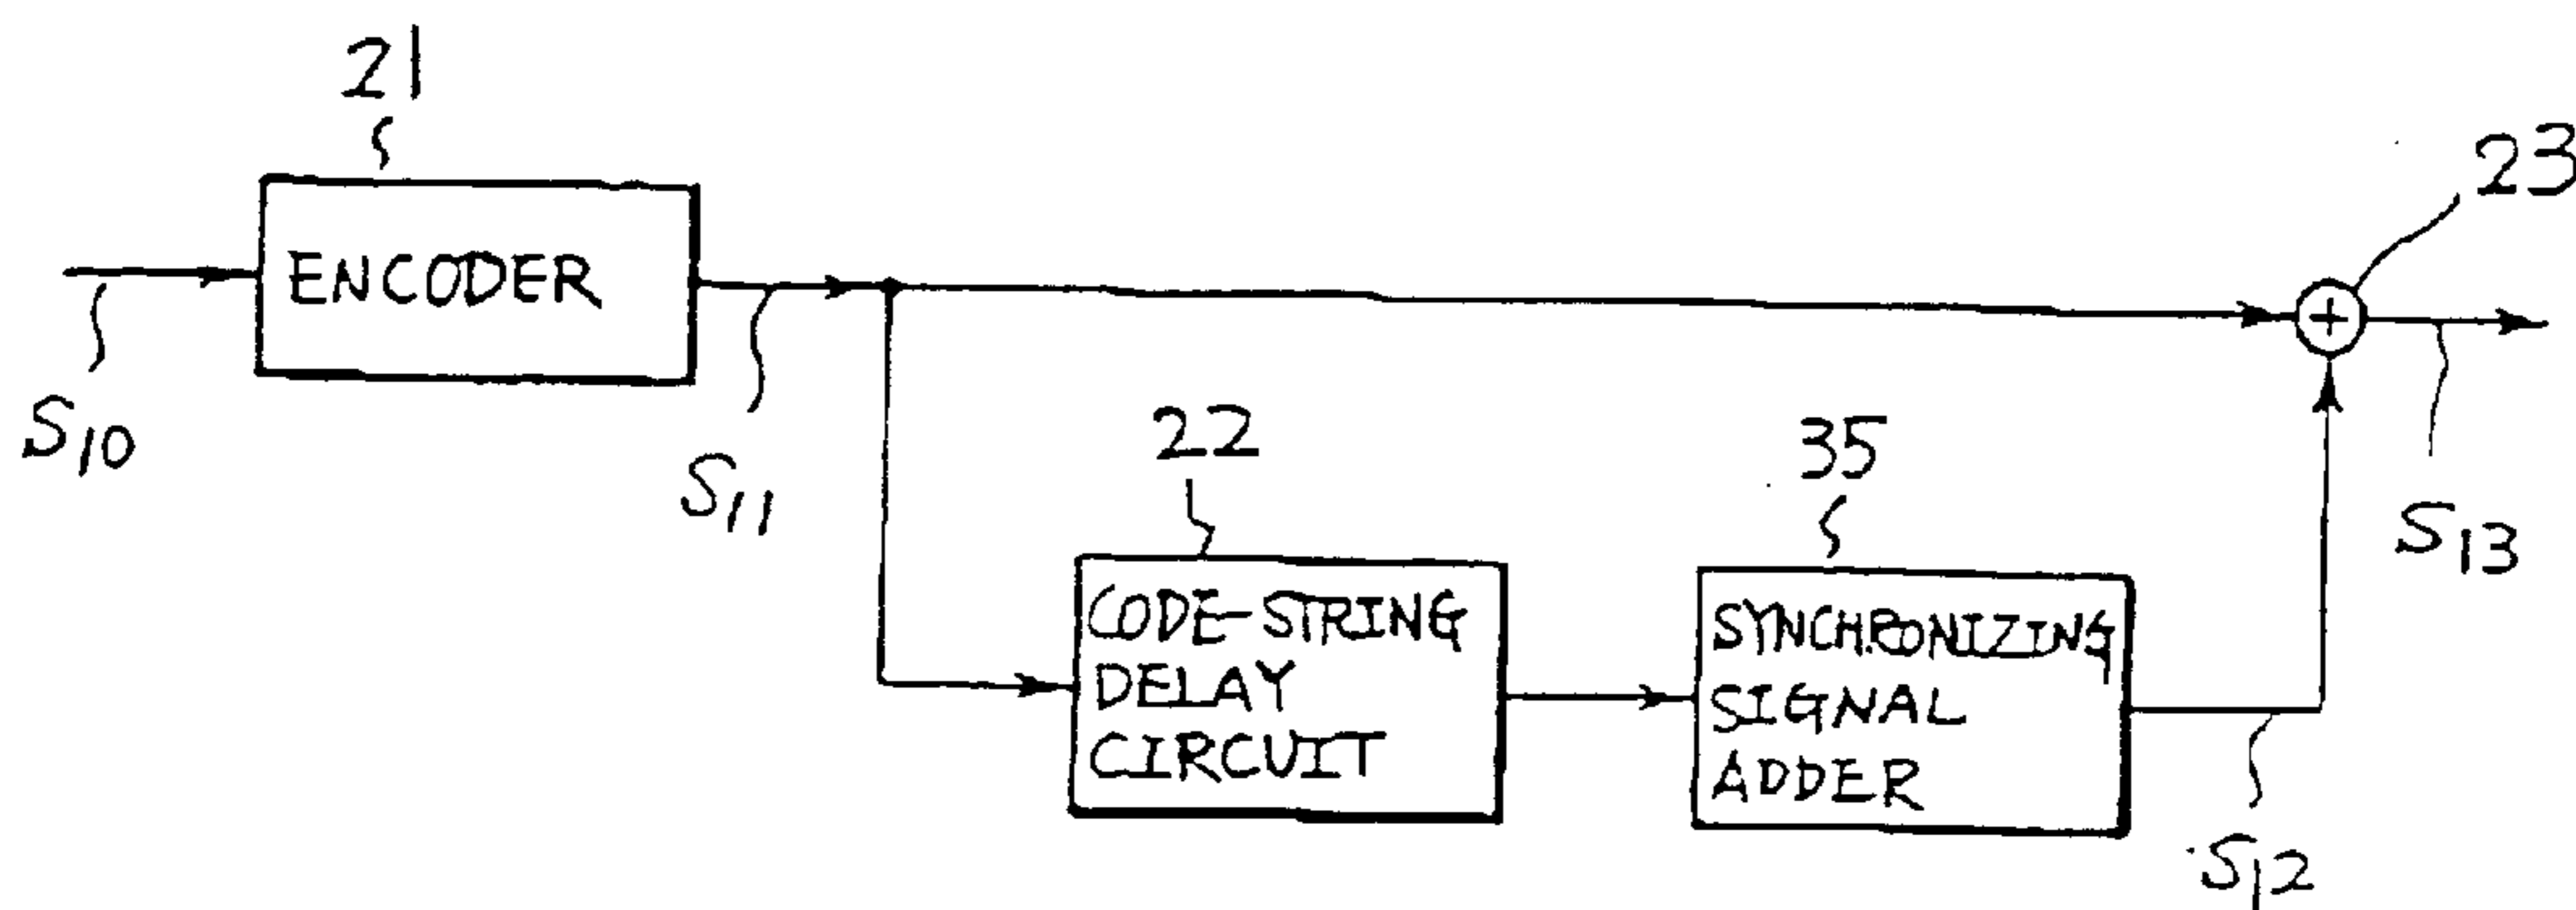 21
23
ENCODER
S10
S11
22
35
S13
CODE-STRING
DELAY
CIRCUIT
SYNCHRONIZING
SIGNAL
ADDER
S12
+